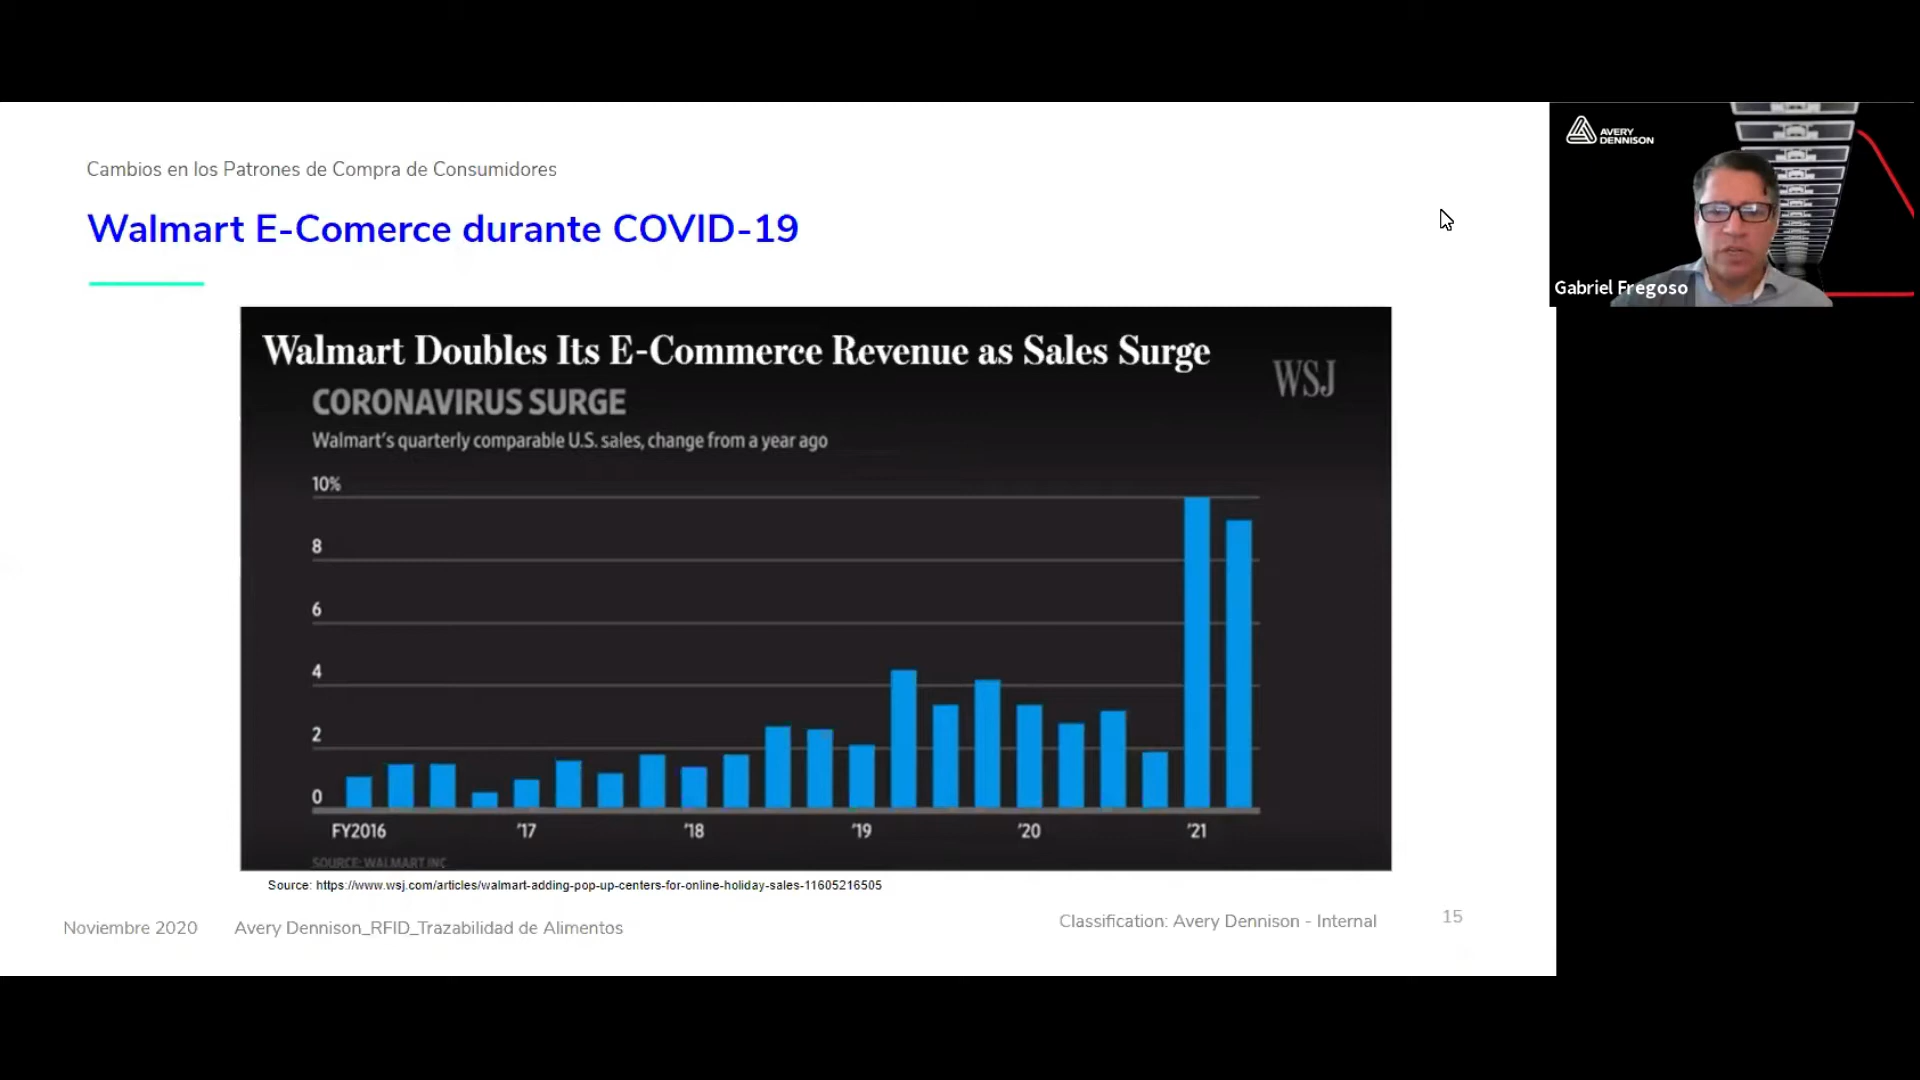 Cambios en los Patrones de Compra de Consumidores
Walmart E-Comerce durante COVID-19
AVERY
DENNISON
Gabriel Fregoso
Walmart Doubles Its E-Commerce Revenue as Sales Surge
WSJ
CORONAVIRUS SURGE
Walmart's quarterly comparable U.S. sales, change from a year ago
10%
8
6
4
2
0
FY2016 '17 '18 '19 '20 '21
SOURCE: WALMART INC
Source: https://www.wsj.com/articles/walmart-adding-pop-up-centers-for-online-holiday-sales-11605216505
Noviembre 2020 Avery Dennison_RFID_Trazabilidad de Alimentos Classification: Avery Dennison - Internal 15